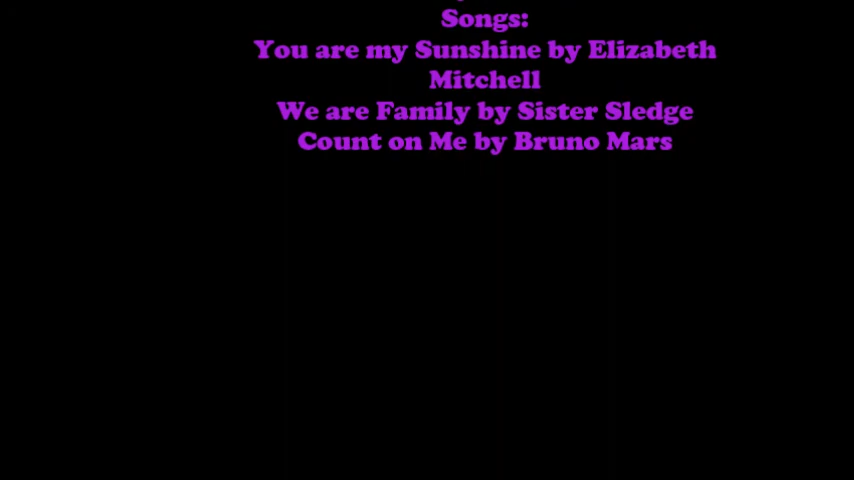 Songs:
You are my Sunshine by Elizabeth
Mitchell
We are Family by Sister Sledge
Count on Me by Bruno Mars